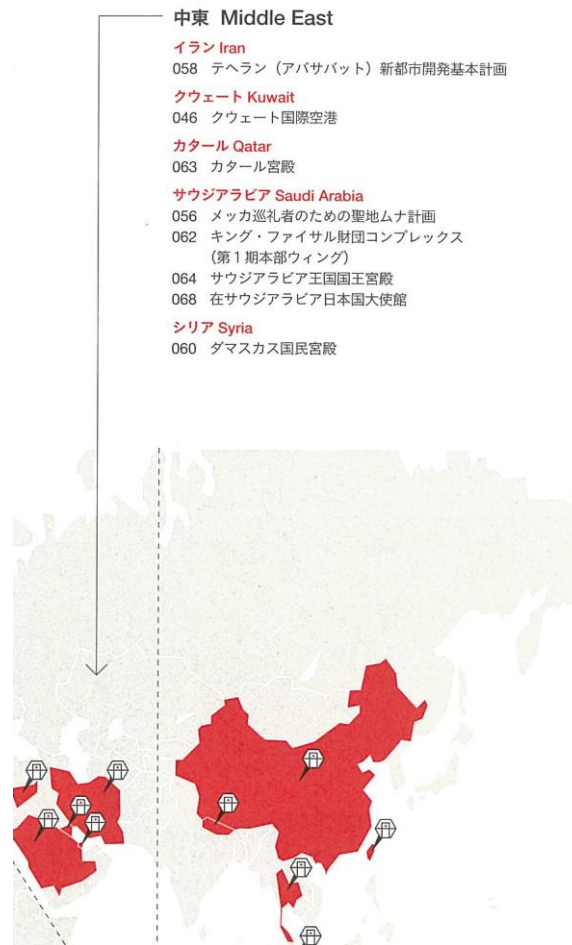 中東 Middle East
イラン Iran
058 テヘラン（アバサバット）新都市開発基本計画
クウェート Kuwait
046 クウェート国際空港
カタール Qatar
063 カタール宮殿
サウジアラビア Saudi Arabia
056 メッカ巡礼者のための聖地ムナ計画
062 キング・ファイサル財団コンプレックス
（第１期本部ウィング）
064 サウジアラビア王国国王宮殿
068 在サウジアラビア日本国大使館
シリア Syria
060 ダマスカス国民宮殿